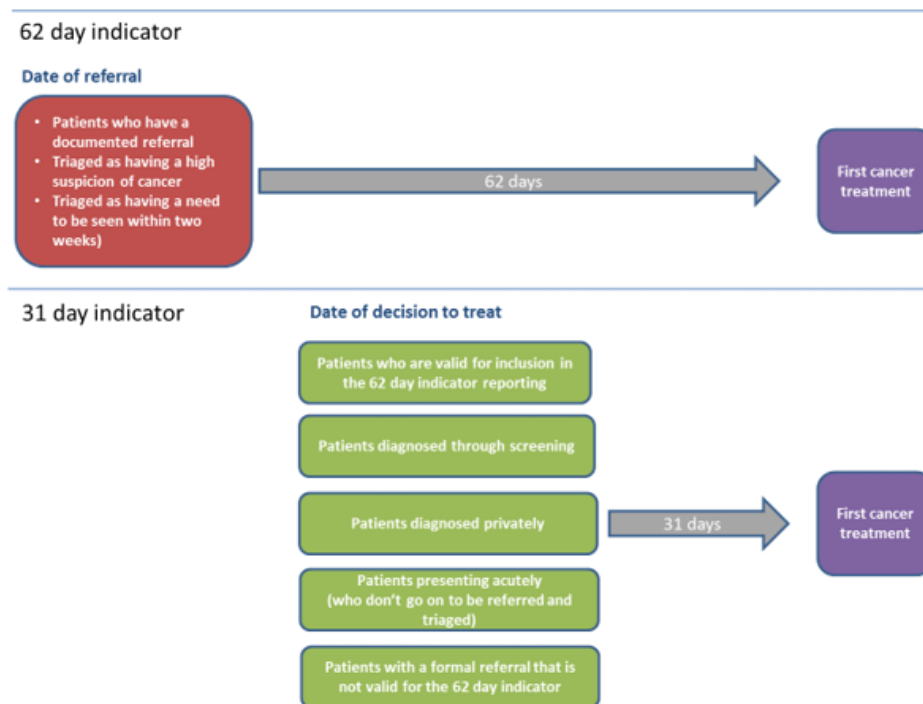 62 day indicator
Date of referral
• Patients who have a
documented referral
• Triaged as having a high
suspicion of cancer
• Triaged as having a need
to be seen within two
weeks)
62 days
First cancer
treatment
31 day indicator
Date of decision to treat
Patients who are valid for inclusion in
the 62 day indicator reporting
Patients diagnosed through screening
Patients diagnosed privately
31 days
First cancer
treatment
Patients presenting acutely
(who don't go on to be referred and
triaged)
Patients with a formal referral that is
not valid for the 62 day indicator